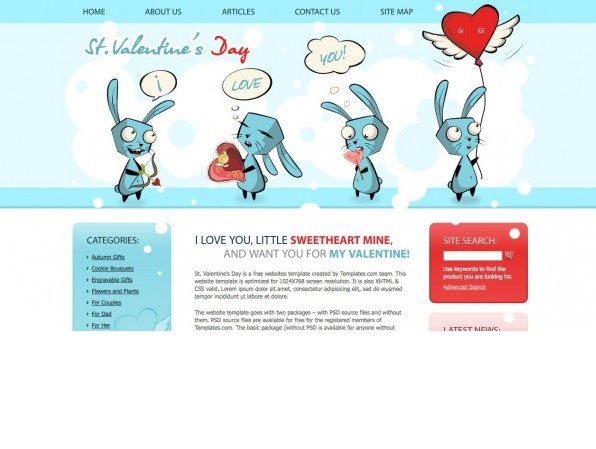 HOME ABOUT US ARTICLES CONTACT US SITE MAP
St.Valentine's Day
i
LOVE
YOU!
CATEGORIES:
Autumn Gifts
Cookie Bouquets
Engravable Gifts
Flowers and Plants
For Couples
For Dad
For Her
I LOVE YOU, LITTLE SWEETHEART MINE,
AND WANT YOU FOR MY VALENTINE!
St. Valentine's Day is a free websites template created by Templates.com team. This
website template is optimized for 1024X768 screen resolution. It is also XHTML &
CSS valid. Lorem ipsum dolor sit amet, consectetur adipiscing elit, sed do eiusmod
tempor incididunt ut labore et dolore.
The website template goes with two packages – with PSD source files and without
them. PSD source files are available for free for the registered members of
Templates.com. The basic package (without PSD is available for anyone without
SITE SEARCH:
Use keywords to find the
product you are looking for.
Advanced Search
LATEST NEWS: